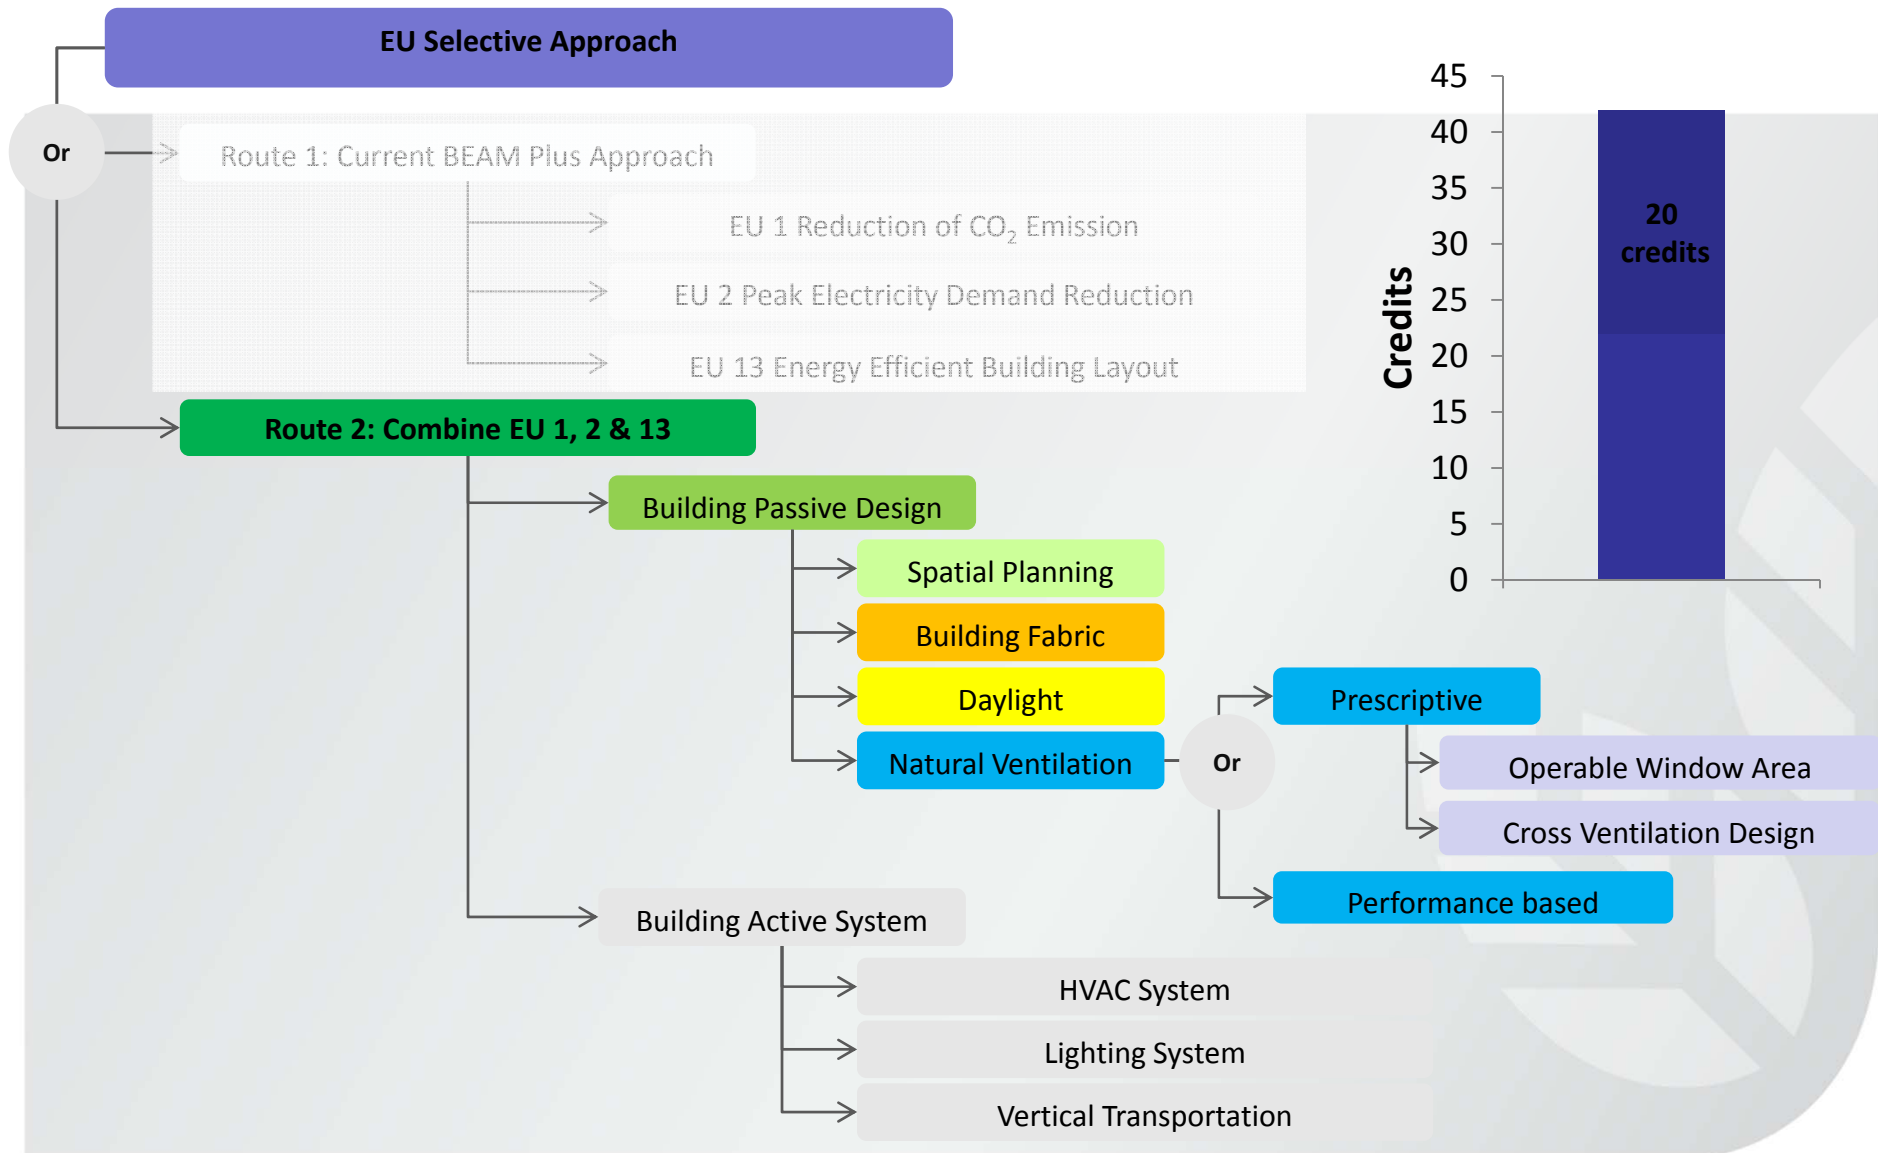 EU Selective Approach
Or
Route 1: Current BEAM Plus Approach
EU 1 Reduction of CO₂ Emission
EU 2 Peak Electricity Demand Reduction
EU 13 Energy Efficient Building Layout
Route 2: Combine EU 1, 2 & 13
Building Passive Design
Spatial Planning
Building Fabric
Daylight
Natural Ventilation
Or
Prescriptive
Operable Window Area
Cross Ventilation Design
Performance based
Building Active System
HVAC System
Lighting System
Vertical Transportation
Credits
45
40
35
30
25
20
15
10
5
0
20
credits